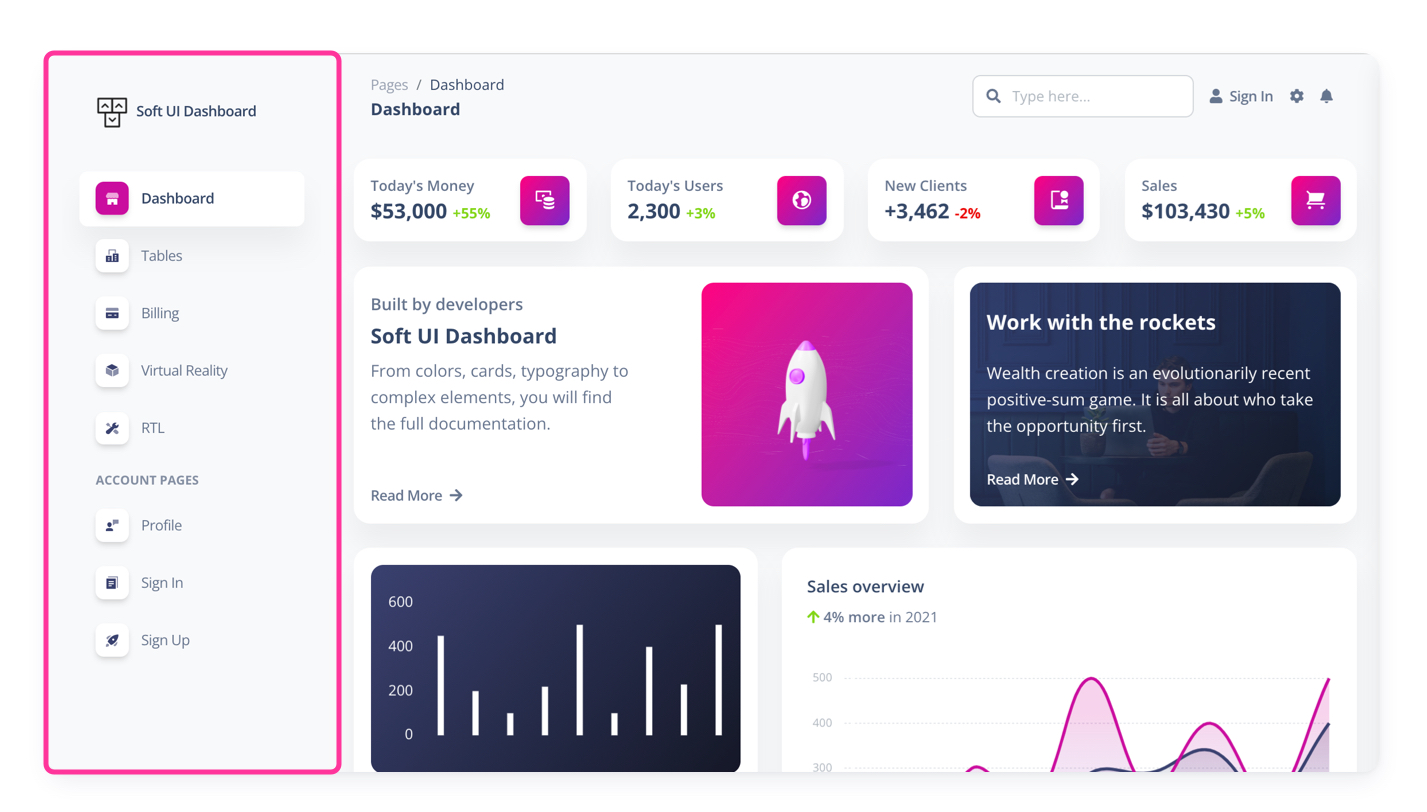 Soft UI Dashboard
Dashboard
Tables
Billing
Virtual Reality
RTL
ACCOUNT PAGES
Profile
Sign In
Sign Up
Pages / Dashboard
Dashboard
Type here...
Sign In
Today's Money
$53,000 +55%
Today's Users
2,300 +3%
New Clients
+3,462 -2%
Sales
$103,430 +5%
Built by developers
Soft UI Dashboard
From colors, cards, typography to
complex elements, you will find
the full documentation.
Read More
Work with the rockets
Wealth creation is an evolutionarily recent
positive-sum game. It is all about who take
the opportunity first.
Read More
600
400
200
0
Sales overview
4% more in 2021
500
400
300